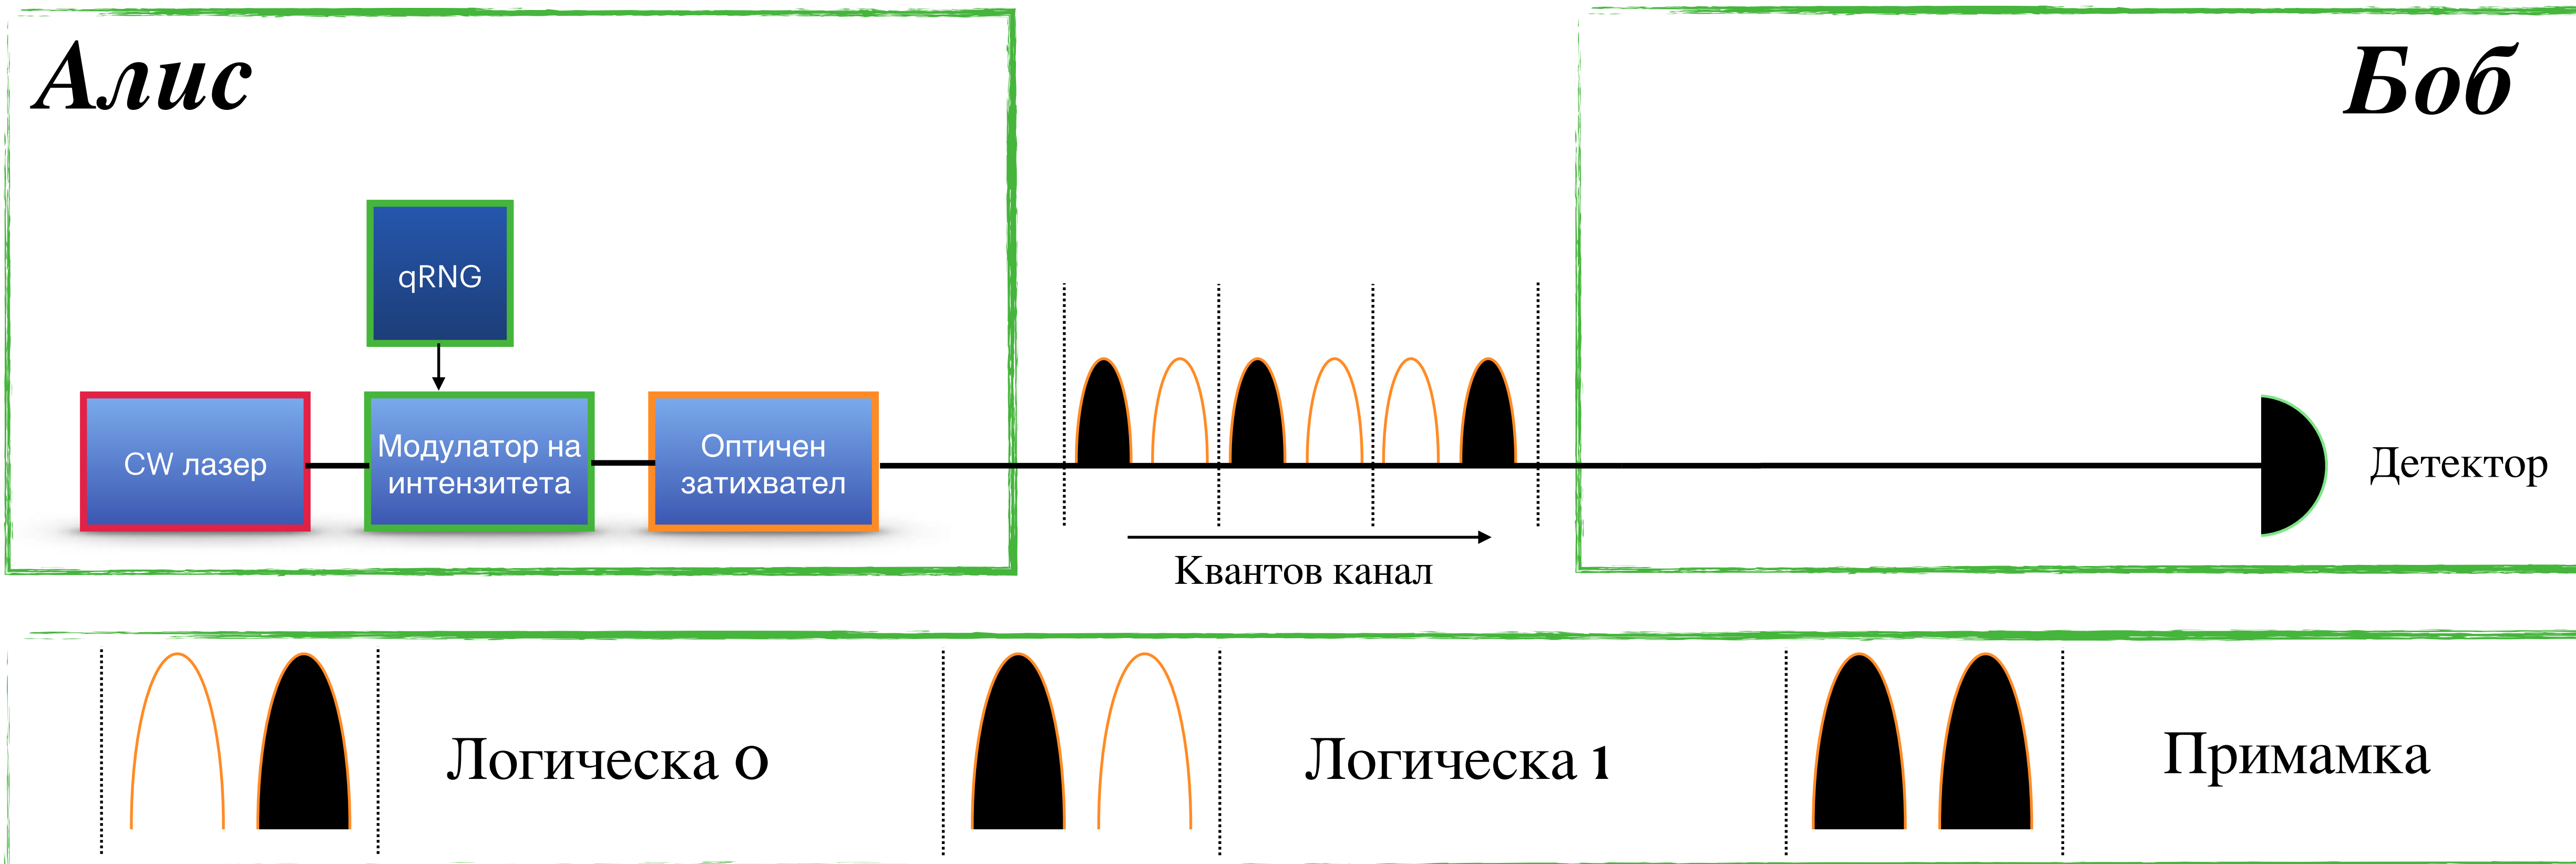 Алис
Боб
qRNG
CW лазер
Модулатор на
интензитета
Оптичен
затихвател
Детектор
Квантов канал
Логическа 0
Логическа 1
Примамка